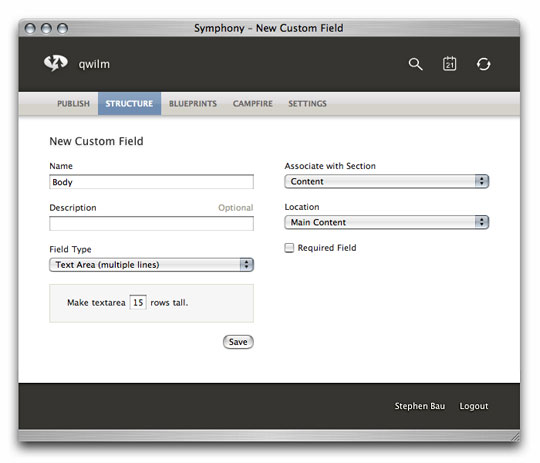 Symphony – New Custom Field
qwilm
21
PUBLISH STRUCTURE BLUEPRINTS CAMPFIRE SETTINGS
New Custom Field
Name
Body
Description Optional
Field Type
Text Area (multiple lines)
Make textarea 15 rows tall.
Save
Associate with Section
Content
Location
Main Content
Required Field
Stephen Bau Logout